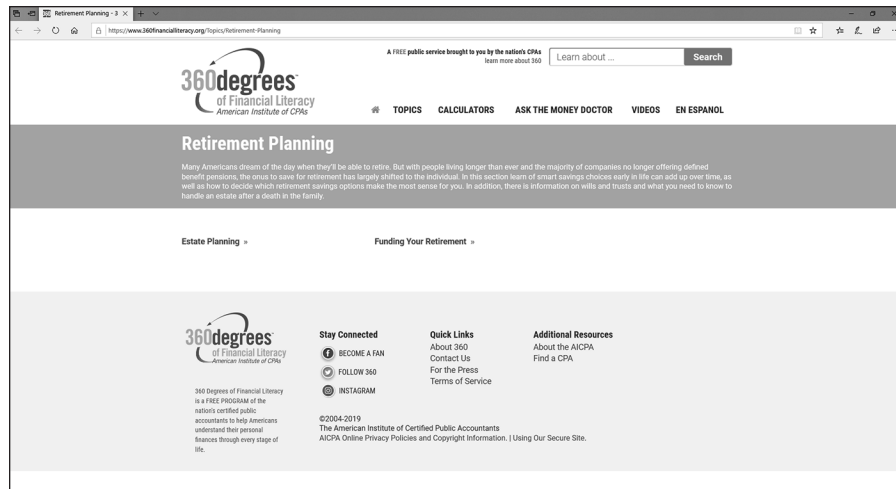 Retirement Planning - 3
https://www.360financialliteracy.org/Topics/Retirement-Planning
A FREE public service brought to you by the nation's CPAs
learn more about 360
Learn about ...
Search
360degrees
of Financial Literacy
American Institute of CPAs
TOPICS CALCULATORS ASK THE MONEY DOCTOR VIDEOS EN ESPANOL
Retirement Planning
Many Americans dream of the day when they'll be able to retire. But with people living longer than ever and the majority of companies no longer offering defined
benefit pensions, the onus to save for retirement has largely shifted to the individual. In this section learn of smart savings choices early in life can add up over time, as
well as how to decide which retirement savings options make the most sense for you. In addition, there is information on wills and trusts and what you need to know to
handle an estate after a death in the family.
Estate Planning » Funding Your Retirement »
360degrees
of Financial Literacy
American Institute of CPAs
360 Degrees of Financial Literacy
is a FREE PROGRAM of the
nation's certified public
accountants to help Americans
understand their personal
finances through every stage of
life.
Stay Connected
BECOME A FAN
FOLLOW 360
INSTAGRAM
Quick Links
About 360
Contact Us
For the Press
Terms of Service
Additional Resources
About the AICPA
Find a CPA
©2004-2019
The American Institute of Certified Public Accountants
AICPA Online Privacy Policies and Copyright Information. | Using Our Secure Site.